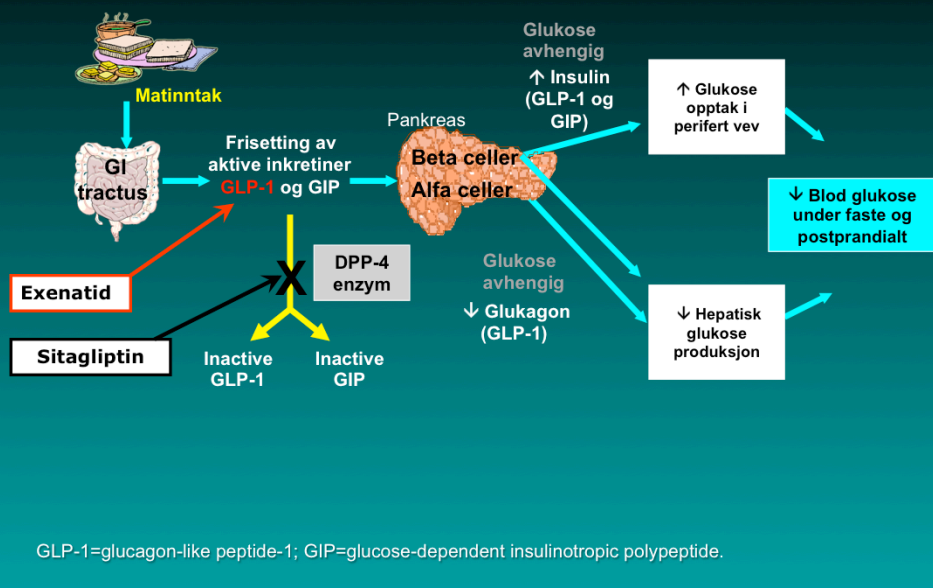 Matinntak
GI
tractus
Frisetting av
aktive inkretiner
GLP-1 og GIP
Pankreas
Beta celler
Alfa celler
Glukose
avhengig
↑ Insulin
(GLP-1 og
GIP)
↑ Glukose
opptak i
perifert vev
↓ Blod glukose
under faste og
postprandialt
Exenatid
Sitagliptin
X
DPP-4
enzym
Inactive
GLP-1
Inactive
GIP
Glukose
avhengig
↓ Glukagon
(GLP-1)
↓ Hepatisk
glukose
produksjon
GLP-1=glucagon-like peptide-1; GIP=glucose-dependent insulinotropic polypeptide.